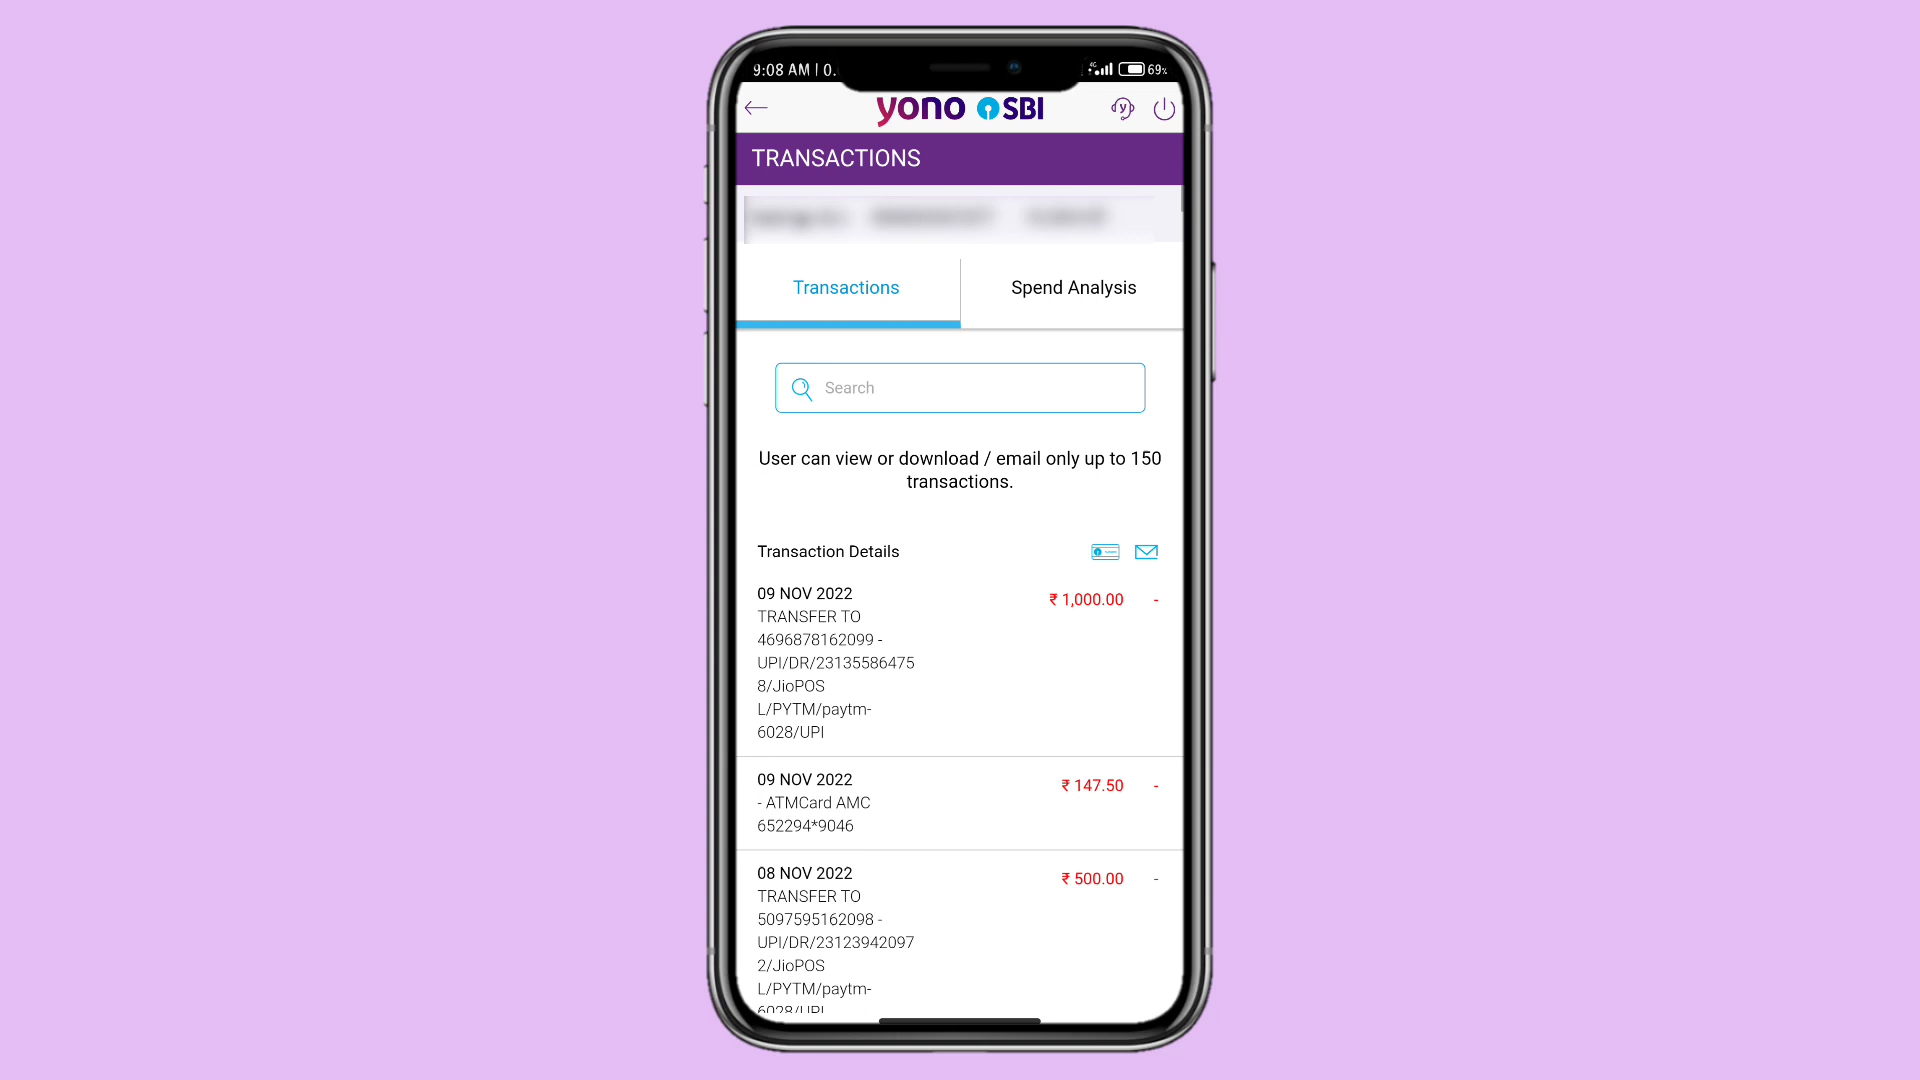 9:08 AM | 0.
4G 69%
yono SBI
TRANSACTIONS
Transactions Spend Analysis
Search
User can view or download / email only up to 150
transactions.
Transaction Details
09 NOV 2022 ₹ 1,000.00 -
TRANSFER TO
4696878162099 -
UPI/DR/23135586475
8/JioPOS
L/PYTM/paytm-
6028/UPI
09 NOV 2022 ₹ 147.50 -
- ATMCard AMC
652294*9046
08 NOV 2022 ₹ 500.00 -
TRANSFER TO
5097595162098 -
UPI/DR/23123942097
2/JioPOS
L/PYTM/paytm-
6028/UPI